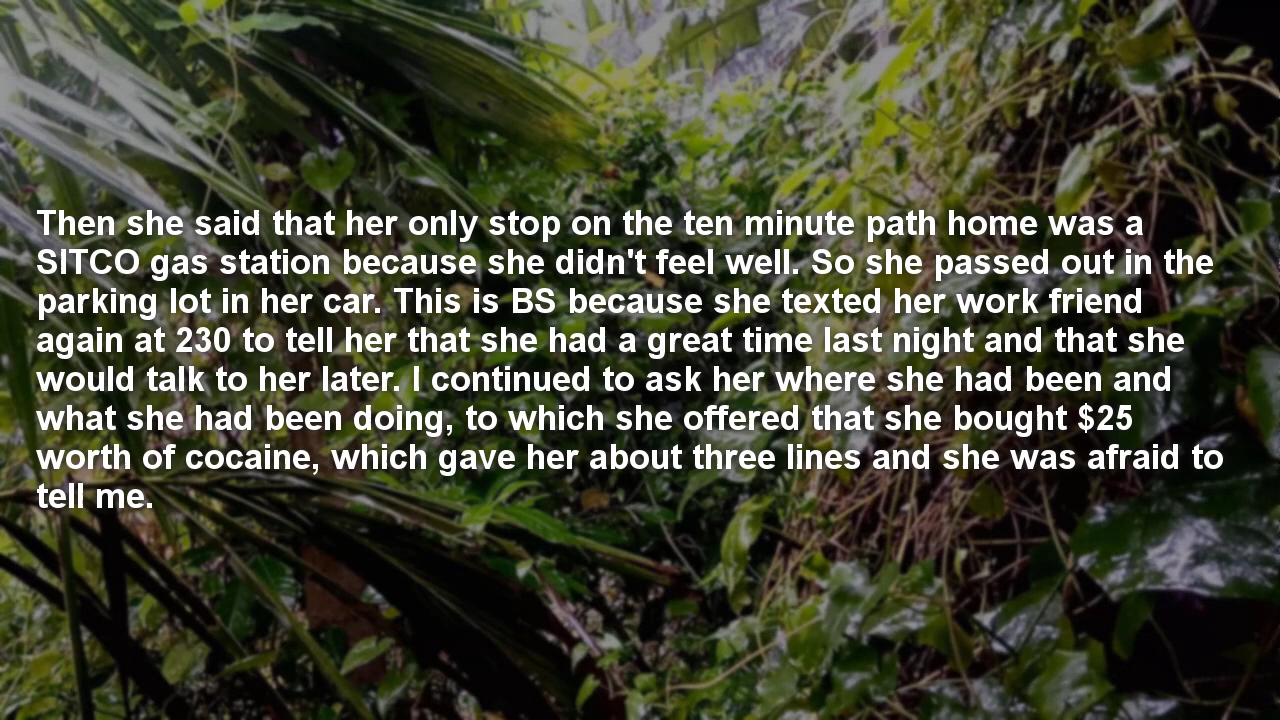 Then she said that her only stop on the ten minute path home was a
SITCO gas station because she didn't feel well. So she passed out in the
parking lot in her car. This is BS because she texted her work friend
again at 230 to tell her that she had a great time last night and that she
would talk to her later. I continued to ask her where she had been and
what she had been doing, to which she offered that she bought $25
worth of cocaine, which gave her about three lines and she was afraid to
tell me.